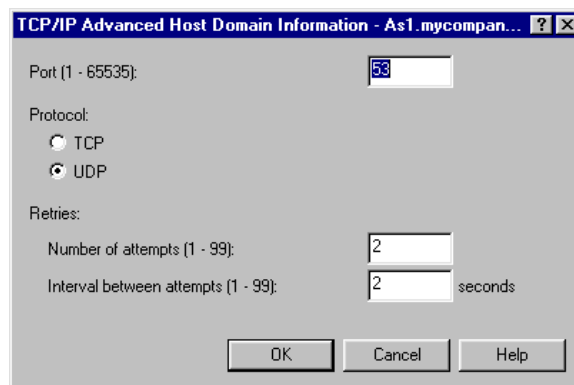 TCP/IP Advanced Host Domain Information - As1.mycompan... ? X
Port (1 - 65535): 53
Protocol:
TCP
UDP
Retries:
Number of attempts (1 - 99): 2
Interval between attempts (1 - 99): 2 seconds
OK Cancel Help